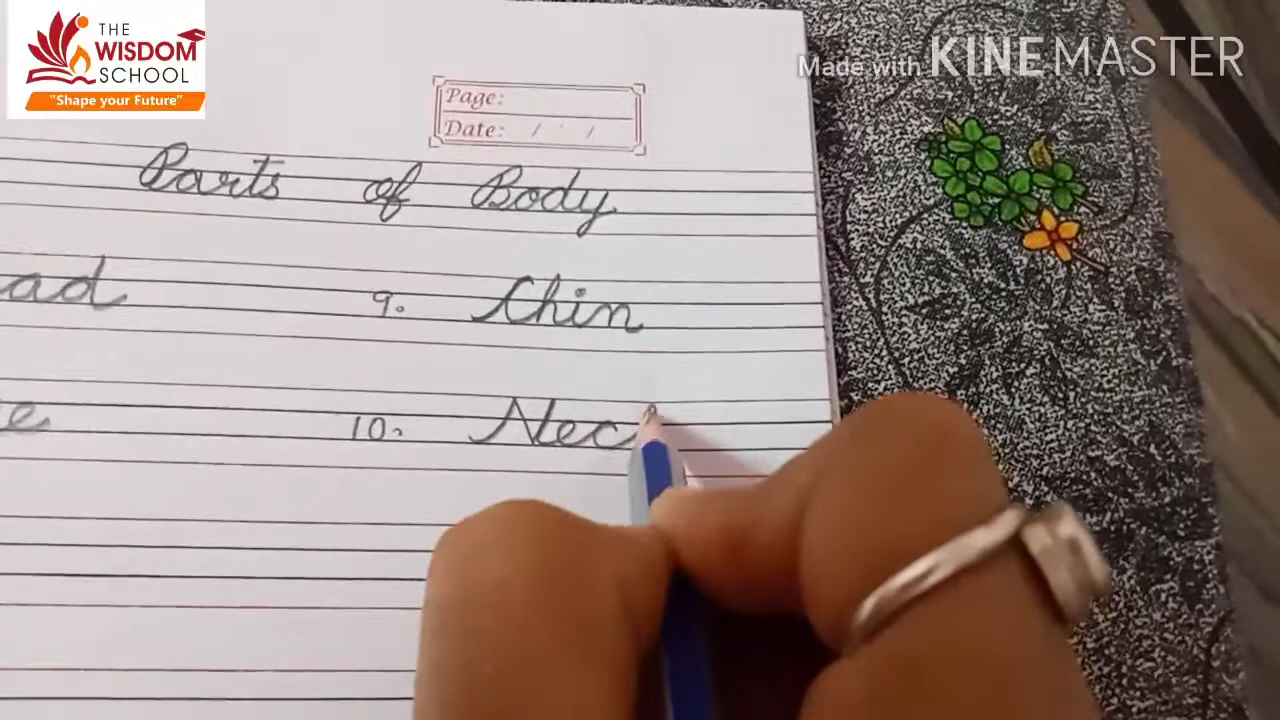 THE
WISDOM
SCHOOL
"Shape your Future"
Made with KINEMASTER
Page:
Date: / /
Parts of Body
ad 9. Chin
e 10. Nec